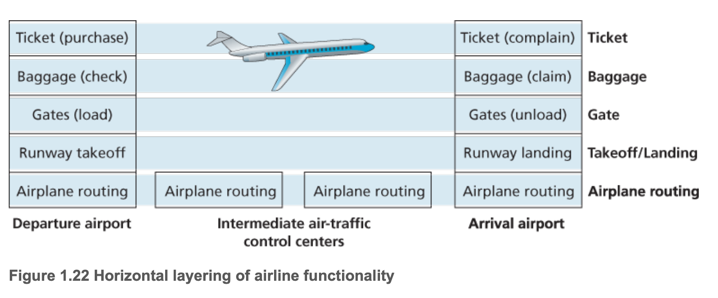 Ticket (purchase) Ticket (complain) Ticket
Baggage (check) Baggage (claim) Baggage
Gates (load) Gates (unload) Gate
Runway takeoff Runway landing Takeoff/Landing
Airplane routing Airplane routing Airplane routing Airplane routing Airplane routing
Departure airport Intermediate air-traffic Arrival airport
control centers
Figure 1.22 Horizontal layering of airline functionality